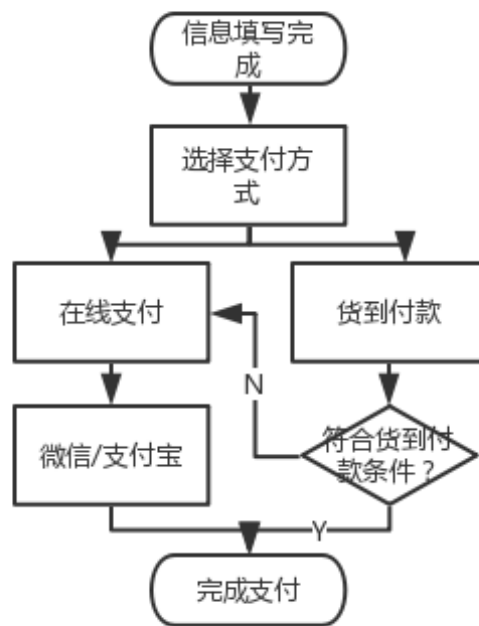 信息填写完
成
选择支付方
式
在线支付
货到付款
N
微信/支付宝
符合货到付
款条件？
Y
完成支付